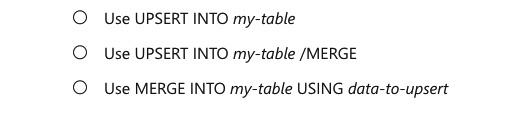 Use UPSERT INTO my-table
Use UPSERT INTO my-table /MERGE
Use MERGE INTO my-table USING data-to-upsert